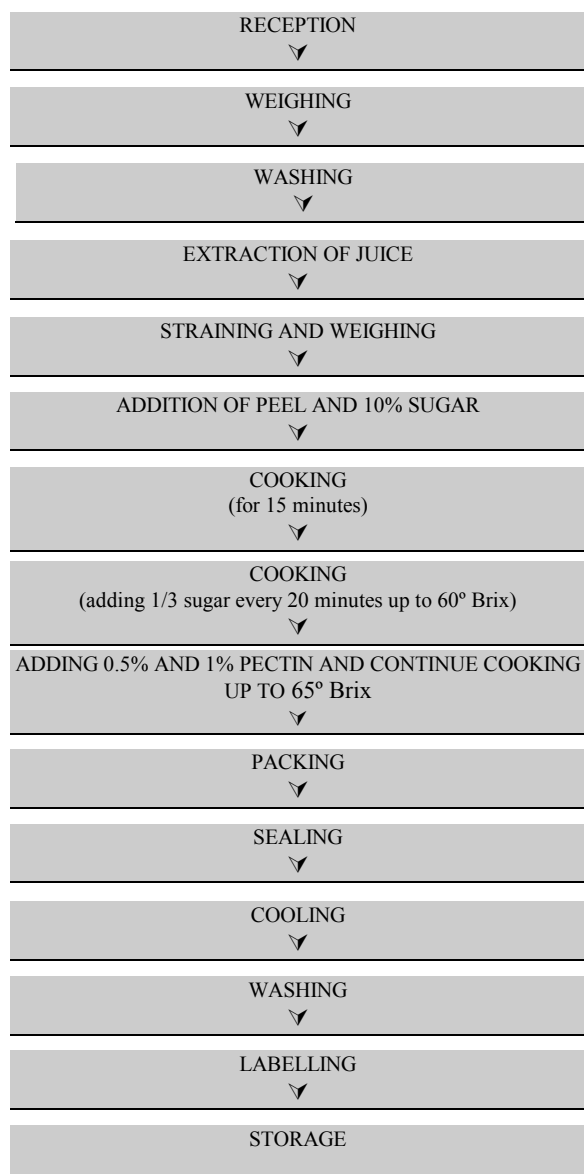 RECEPTION
WEIGHING
WASHING
EXTRACTION OF JUICE
STRAINING AND WEIGHING
ADDITION OF PEEL AND 10% SUGAR
COOKING
(for 15 minutes)
COOKING
(adding 1/3 sugar every 20 minutes up to 60º Brix)
ADDING 0.5% AND 1% PECTIN AND CONTINUE COOKING
UP TO 65º Brix
PACKING
SEALING
COOLING
WASHING
LABELLING
STORAGE